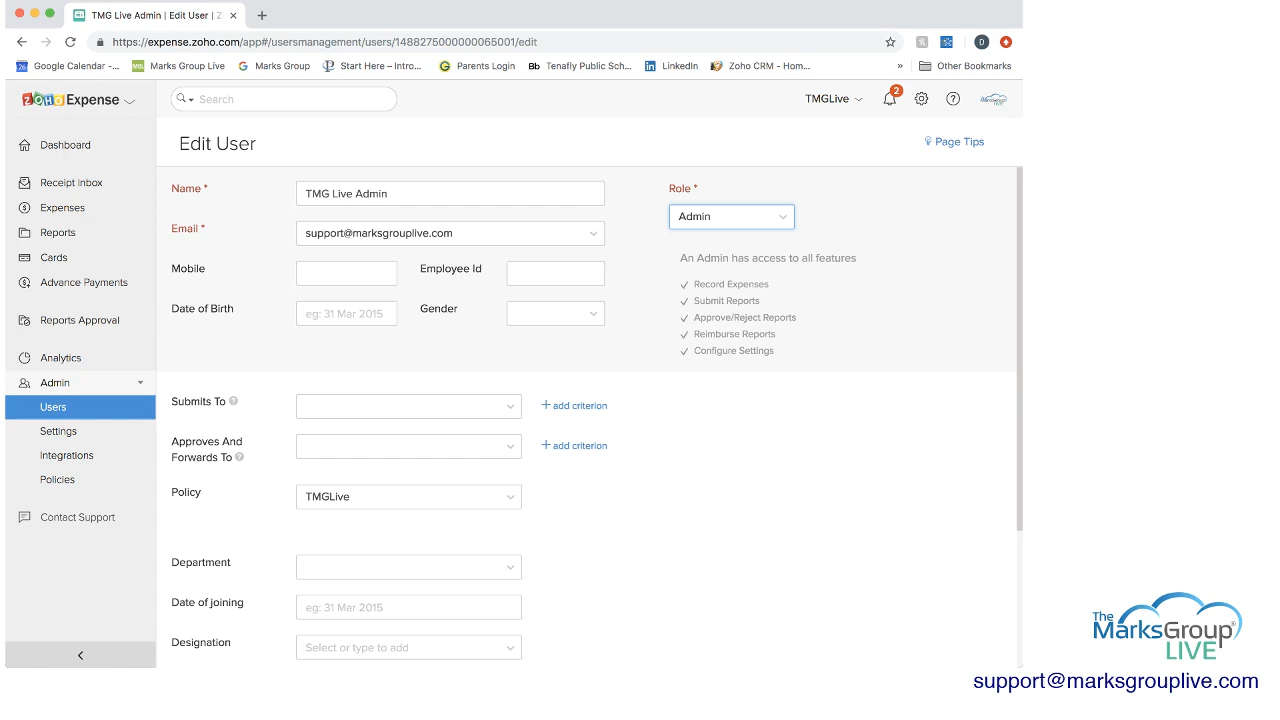 TMG Live Admin | Edit User | Z
https://expense.zoho.com/app#/usersmanagement/users/1488275000000065001/edit
D
Google Calendar -...
Marks Group Live
Marks Group
Start Here – Intro...
Parents Login
Bb Tenafly Public Sch...
LinkedIn
Zoho CRM - Hom...
»
Other Bookmarks
ZOHO Expense
Search
TMGLive
2
Edit User
Page Tips
Dashboard
Receipt Inbox
Expenses
Reports
Cards
Advance Payments
Reports Approval
Analytics
Admin
Users
Settings
Integrations
Policies
Contact Support
Name *
TMG Live Admin
Email *
support@marksgrouplive.com
Mobile
Employee Id
Date of Birth
eg: 31 Mar 2015
Gender
Role *
Admin
An Admin has access to all features
Record Expenses
Submit Reports
Approve/Reject Reports
Reimburse Reports
Configure Settings
Submits To
+ add criterion
Approves And
Forwards To
+ add criterion
Policy
TMGLive
Department
Date of joining
eg: 31 Mar 2015
Designation
Select or type to add
The
MarksGroup®
LIVE
support@marksgrouplive.com